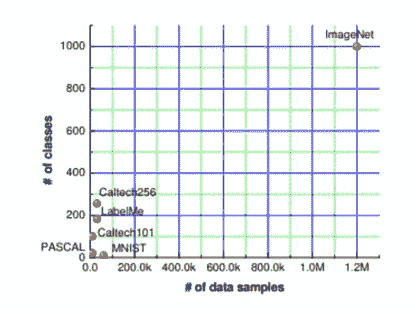 ImageNet
1000
800
600
400
200
0
# of classes
Caltech256
LabelMe
Caltech101
PASCAL
MNIST
0.0 200.0k 400.0k 600.0k 800.0k 1.0M 1.2M
# of data samples